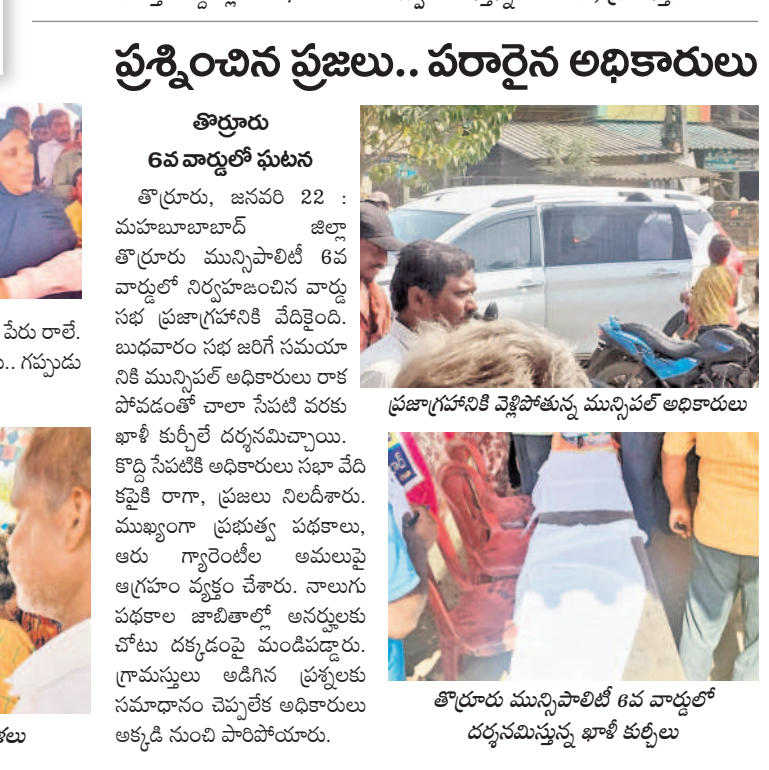 ప్రశ్నించిన ప్రజలు.. పరారైన అధికారులు
తొర్రూరు
6వ వార్డులో ఘటన
తొర్రూరు, జనవరి 22 :
మహబూబాబాద్ జిల్లా
తొర్రూరు మున్సిపాలిటీ 6వ
వార్డులో నిర్వహించిన వార్డు
సభ ప్రజాగ్రహానికి వేదికైంది.
బుధవారం సభ జరిగే సమయా
నికి మున్సిపల్ అధికారులు రాక
పోవడంతో చాలా సేపటి వరకు
ఖాళీ కుర్చీలే దర్శనమిచ్చాయి.
కొద్ది సేపటికి అధికారులు సభా వేది
కపైకి రాగా, ప్రజలు నిలదీశారు.
ముఖ్యంగా ప్రభుత్వ పథకాలు,
ఆరు గ్యారెంటీల అమలుపై
ఆగ్రహం వ్యక్తం చేశారు. నాలుగు
పథకాల జాబితాల్లో అనర్హులకు
చోటు దక్కడంపై మండిపడ్డారు.
గ్రామస్తులు అడిగిన ప్రశ్నలకు
సమాధానం చెప్పలేక అధికారులు
అక్కడి నుంచి పారిపోయారు.
ప్రజాగ్రహానికి వెళ్లిపోతున్న మున్సిపల్ అధికారులు
తొర్రూరు మున్సిపాలిటీ 6వ వార్డులో
దర్శనమిస్తున్న ఖాళీ కుర్చీలు
పేరు రాలే.
.. గప్పుడు